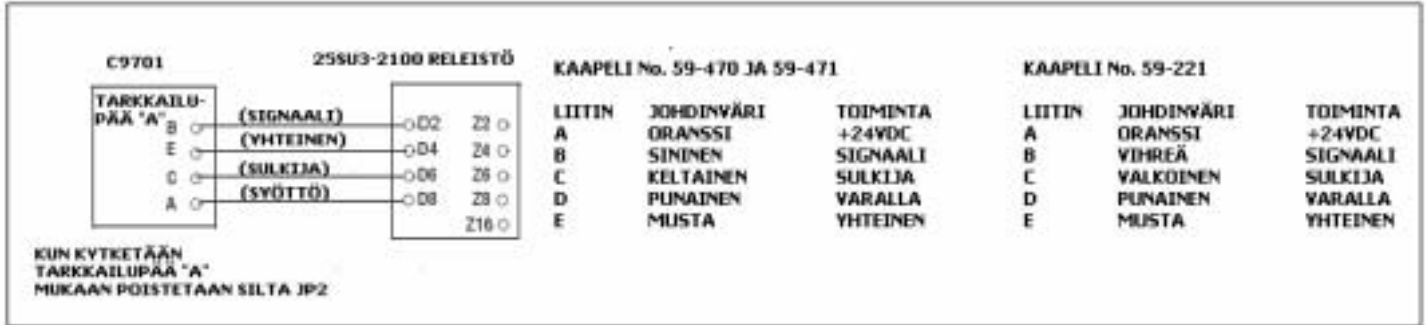 C9701
25SU3-2100 RELEISTÖ
TARKKAILU-
PÄÄ "A"
B (SIGNAALI) D2 Z2
E (YHTEINEN) D4 Z4
C (SULKIJA) D6 Z6
A (SYÖTTÖ) D8 Z8
Z16
KUN KYTKETÄÄN
TARKKAILUPÄÄ "A"
MUKAAN POISTETAAN SILTA JP2
KAAPELI No. 59-470 JA 59-471
LIITIN JOHDINVÄRI TOIMINTA
A ORANSSI +24VDC
B SININEN SIGNAALI
C KELTAINEN SULKIJA
D PUNAINEN VARALLA
E MUSTA YHTEINEN
KAAPELI No. 59-221
LIITIN JOHDINVÄRI TOIMINTA
A ORANSSI +24VDC
B VIHREÄ SIGNAALI
C VALKOINEN SULKIJA
D PUNAINEN VARALLA
E MUSTA YHTEINEN